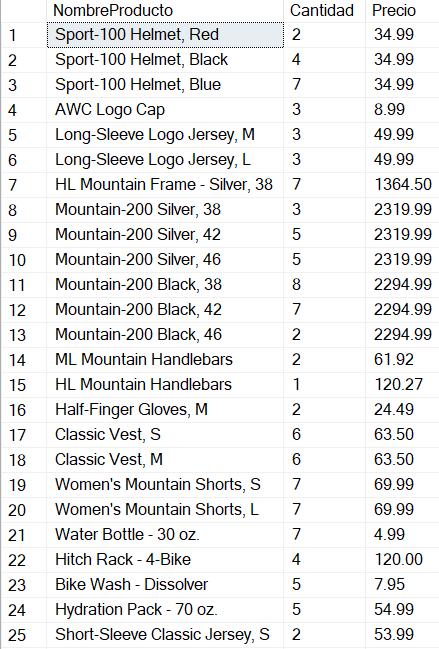 NombreProducto Cantidad Precio
1 Sport-100 Helmet, Red 2 34.99
2 Sport-100 Helmet, Black 4 34.99
3 Sport-100 Helmet, Blue 7 34.99
4 AWC Logo Cap 3 8.99
5 Long-Sleeve Logo Jersey, M 3 49.99
6 Long-Sleeve Logo Jersey, L 3 49.99
7 HL Mountain Frame - Silver, 38 7 1364.50
8 Mountain-200 Silver, 38 3 2319.99
9 Mountain-200 Silver, 42 5 2319.99
10 Mountain-200 Silver, 46 5 2319.99
11 Mountain-200 Black, 38 8 2294.99
12 Mountain-200 Black, 42 7 2294.99
13 Mountain-200 Black, 46 2 2294.99
14 ML Mountain Handlebars 2 61.92
15 HL Mountain Handlebars 1 120.27
16 Half-Finger Gloves, M 2 24.49
17 Classic Vest, S 6 63.50
18 Classic Vest, M 6 63.50
19 Women's Mountain Shorts, S 7 69.99
20 Women's Mountain Shorts, L 7 69.99
21 Water Bottle - 30 oz. 7 4.99
22 Hitch Rack - 4-Bike 4 120.00
23 Bike Wash - Dissolver 5 7.95
24 Hydration Pack - 70 oz. 5 54.99
25 Short-Sleeve Classic Jersey, S 2 53.99